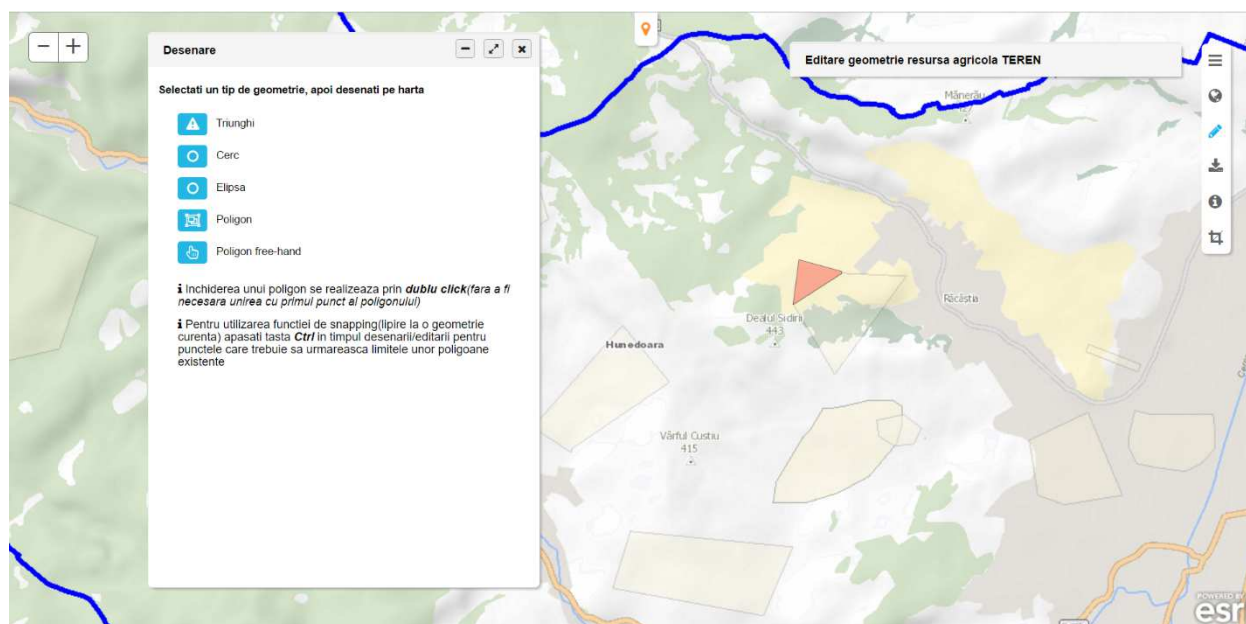 Desenare
Editare geometrie resursa agricola TEREN
Selectati un tip de geometrie, apoi desenati pe harta
Triunghi
Cerc
Elipsa
Poligon
Poligon free-hand
i Inchiderea unui poligon se realizeaza prin dublu click(fara a fi
necesara unirea cu primul punct al poligonului)
i Pentru utilizarea functiei de snapping(lipire la o geometrie
curenta) apasati tasta Ctrl in timpul desenarii/editarii pentru
punctele care trebuie sa urmareasca limitele unor poligoane
existente
Mănerău
Răcăștia
Dealul Sidirii
443
Hunedoara
Vârful Custiu
415
POWERED BY
esri